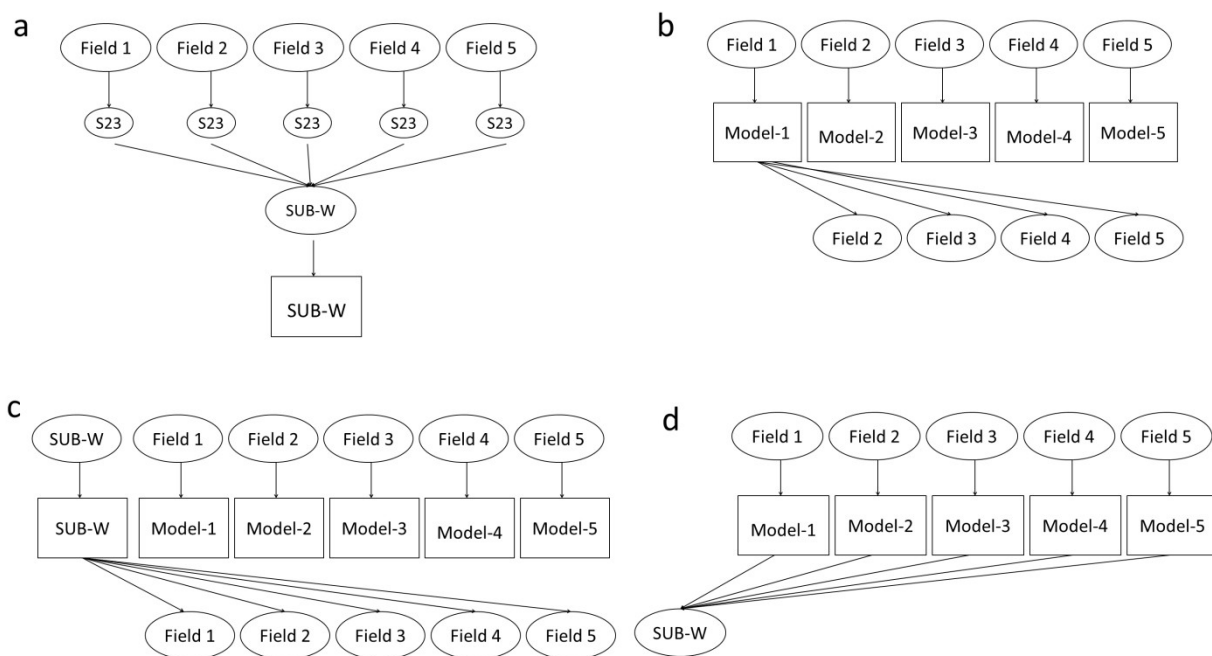 a
Field 1 Field 2 Field 3 Field 4 Field 5
S23 S23 S23 S23 S23
SUB-W
SUB-W
b
Field 1 Field 2 Field 3 Field 4 Field 5
Model-1 Model-2 Model-3 Model-4 Model-5
Field 2 Field 3 Field 4 Field 5
c
SUB-W Field 1 Field 2 Field 3 Field 4 Field 5
SUB-W Model-1 Model-2 Model-3 Model-4 Model-5
Field 1 Field 2 Field 3 Field 4 Field 5
d
Field 1 Field 2 Field 3 Field 4 Field 5
Model-1 Model-2 Model-3 Model-4 Model-5
SUB-W